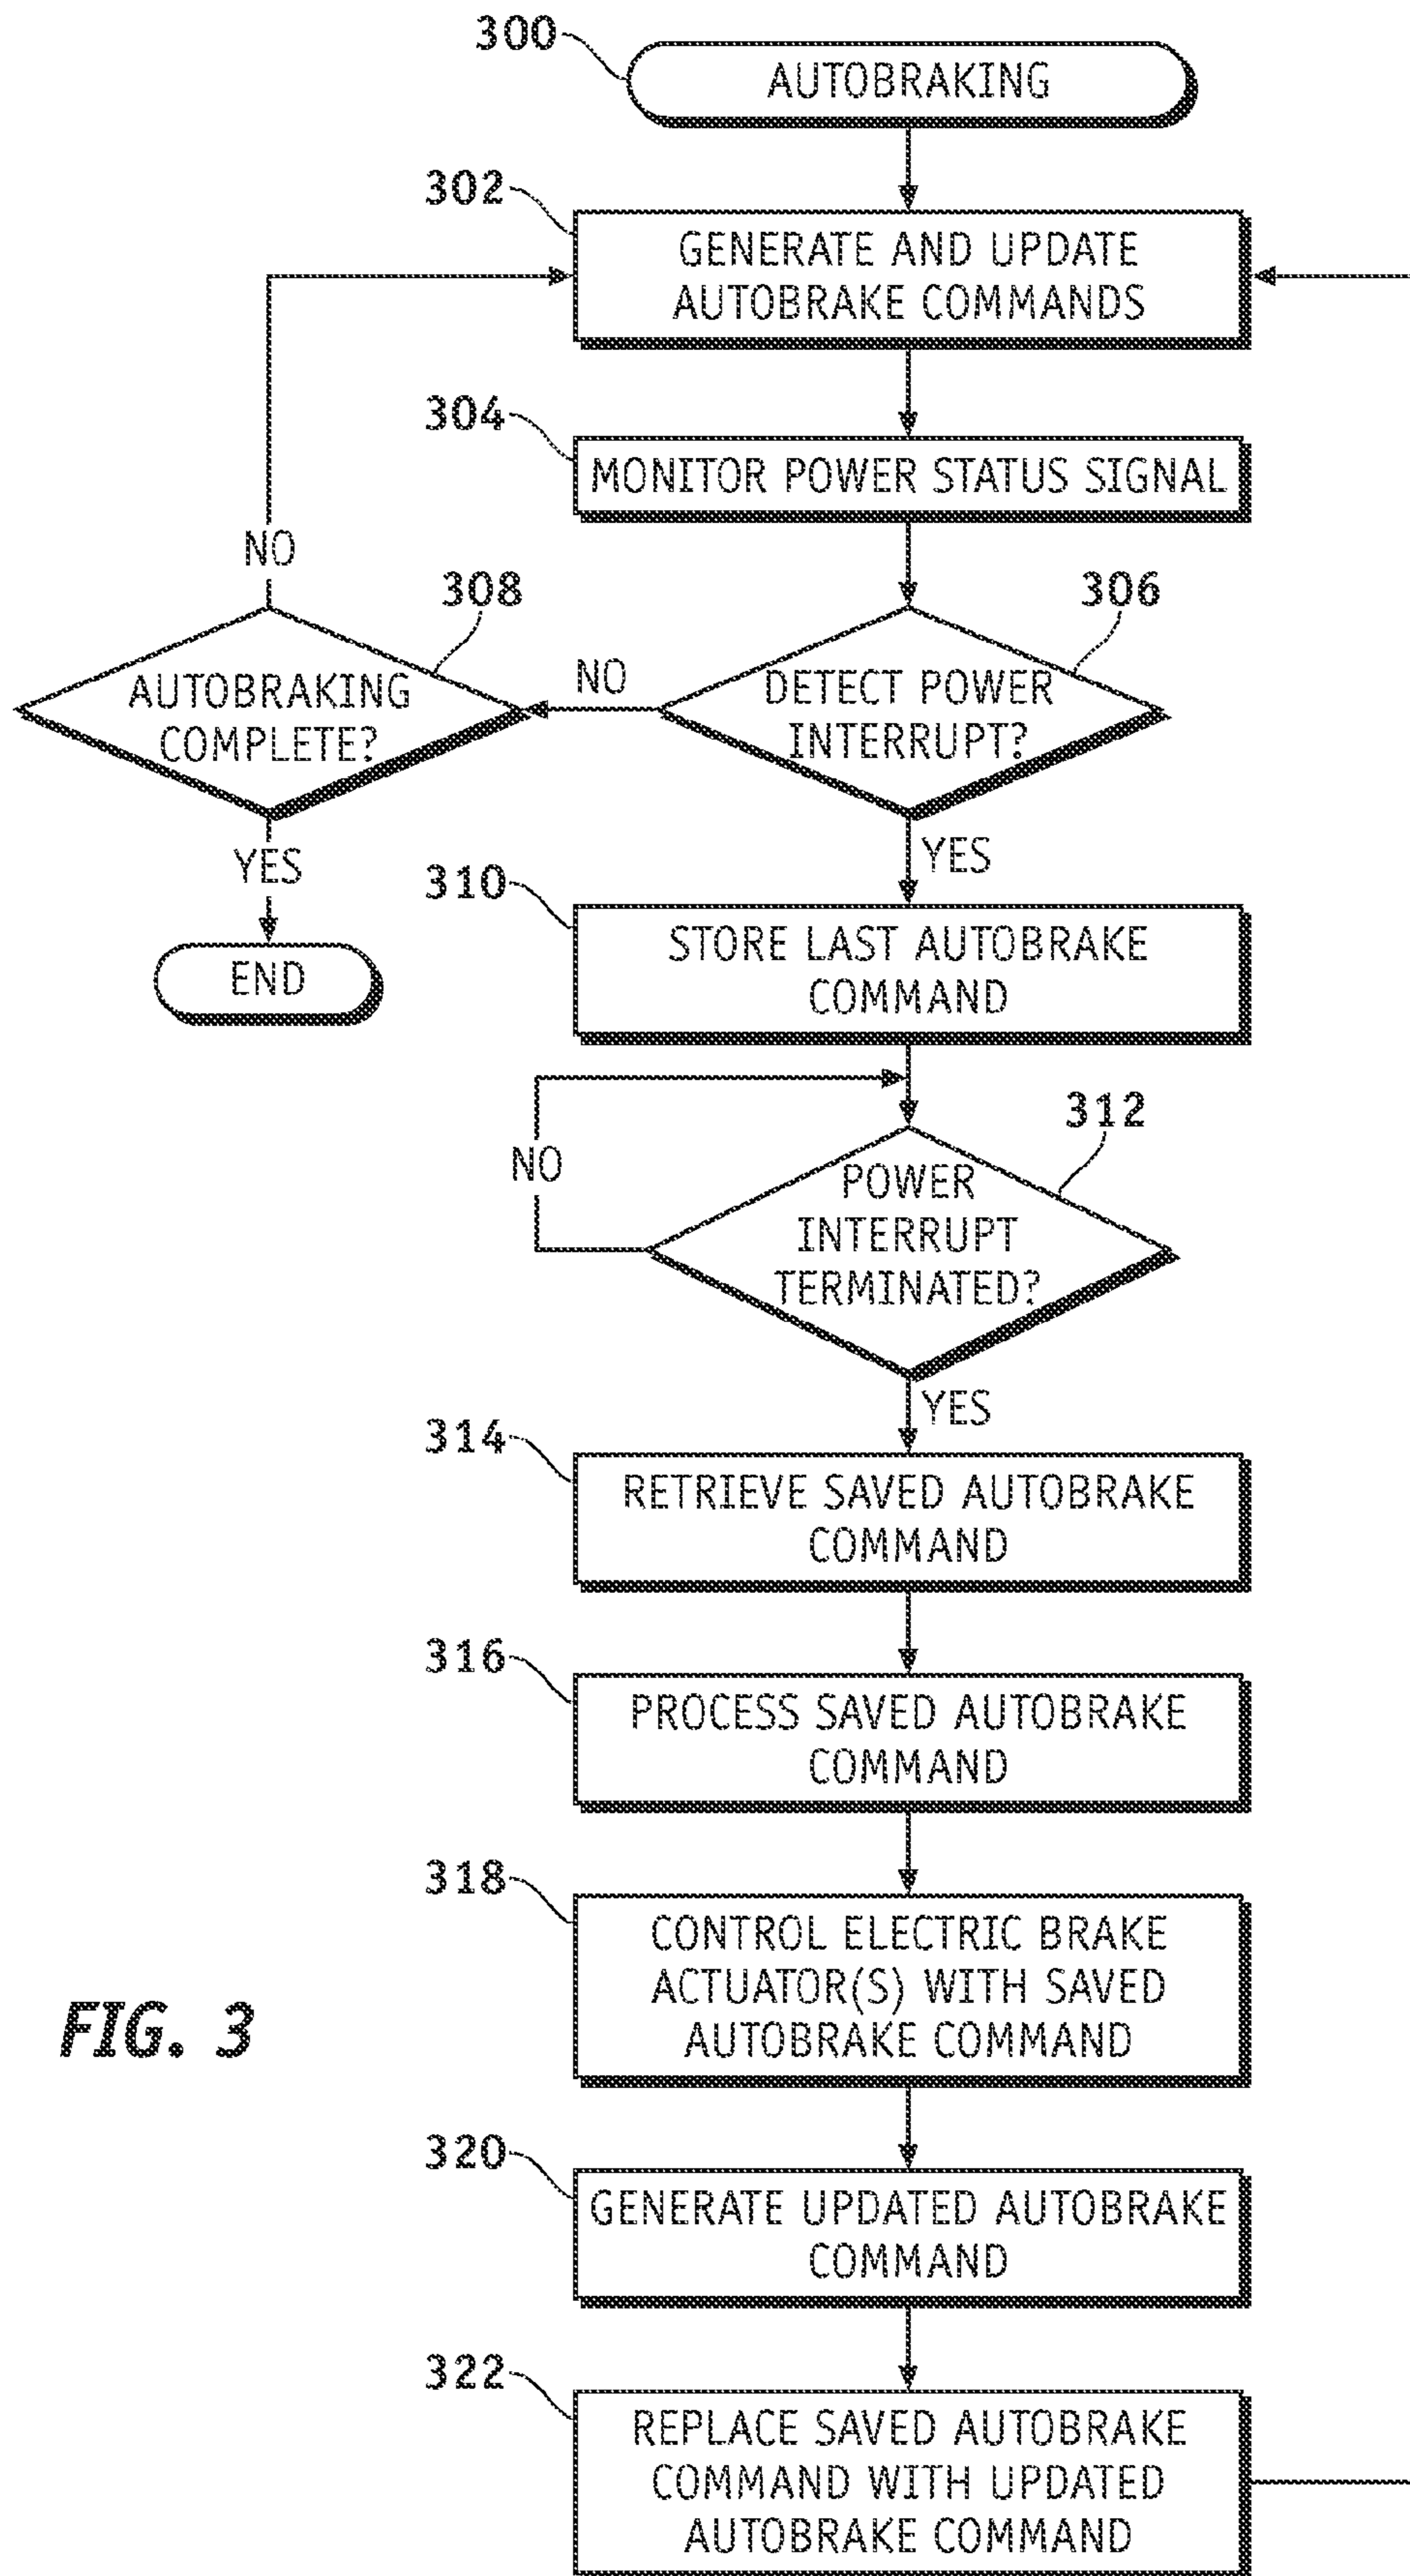 300
AUTOBRAKING
302
GENERATE AND UPDATE
AUTOBRAKE COMMANDS
304
MONITOR POWER STATUS SIGNAL
NO
308
306
AUTOBRAKING
COMPLETE?
NO
DETECT POWER
INTERRUPT?
YES
YES
310
STORE LAST AUTOBRAKE
COMMAND
END
312
NO
POWER
INTERRUPT
TERMINATED?
YES
314
RETRIEVE SAVED AUTOBRAKE
COMMAND
316
PROCESS SAVED AUTOBRAKE
COMMAND
318
CONTROL ELECTRIC BRAKE
ACTUATOR(S) WITH SAVED
AUTOBRAKE COMMAND
FIG. 3
320
GENERATE UPDATED AUTOBRAKE
COMMAND
322
REPLACE SAVED AUTOBRAKE
COMMAND WITH UPDATED
AUTOBRAKE COMMAND